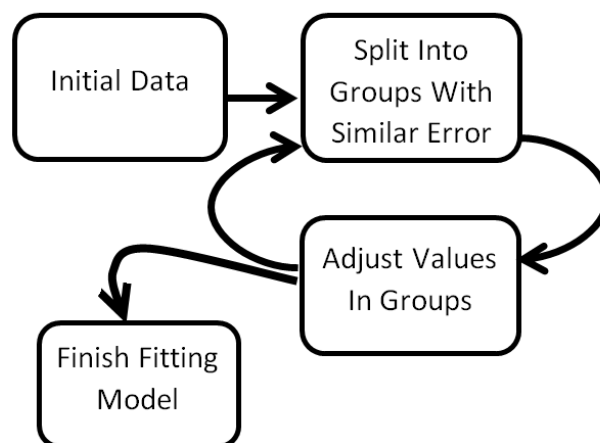 Initial Data
Split Into
Groups With
Similar Error
Adjust Values
In Groups
Finish Fitting
Model